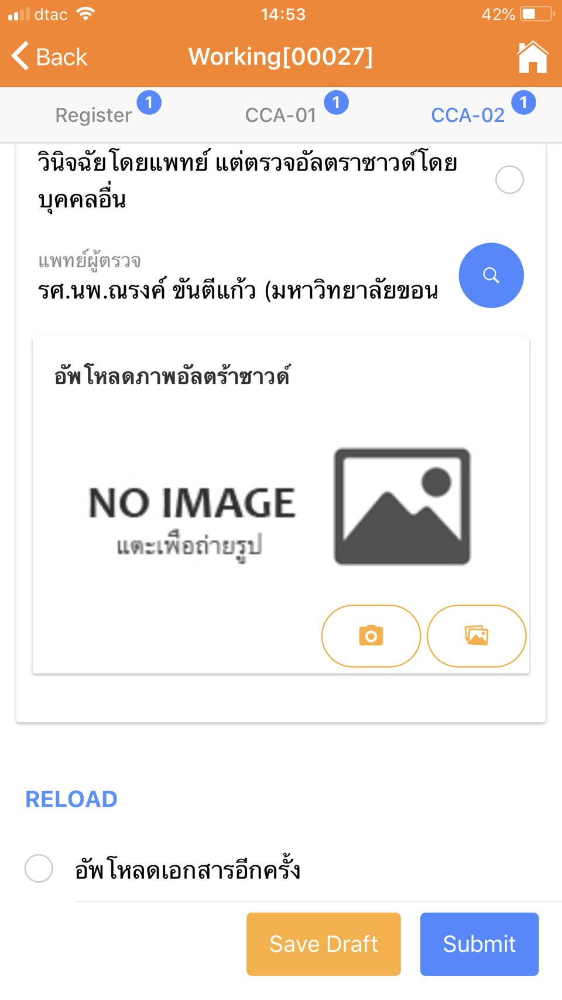 dtac
14:53
42%
Back
Working[00027]
Register 1
CCA-01 1
CCA-02 1
วินิจฉัยโดยแพทย์ แต่ตรวจอัลตราซาวด์โดย
บุคคลอื่น
แพทย์ผู้ตรวจ
รศ.นพ.ณรงค์ ขันตีแก้ว (มหาวิทยาลัยขอน
อัพโหลดภาพอัลตร้าซาวด์
NO IMAGE
แตะเพื่อถ่ายรูป
RELOAD
อัพโหลดเอกสารอีกครั้ง
Save Draft
Submit